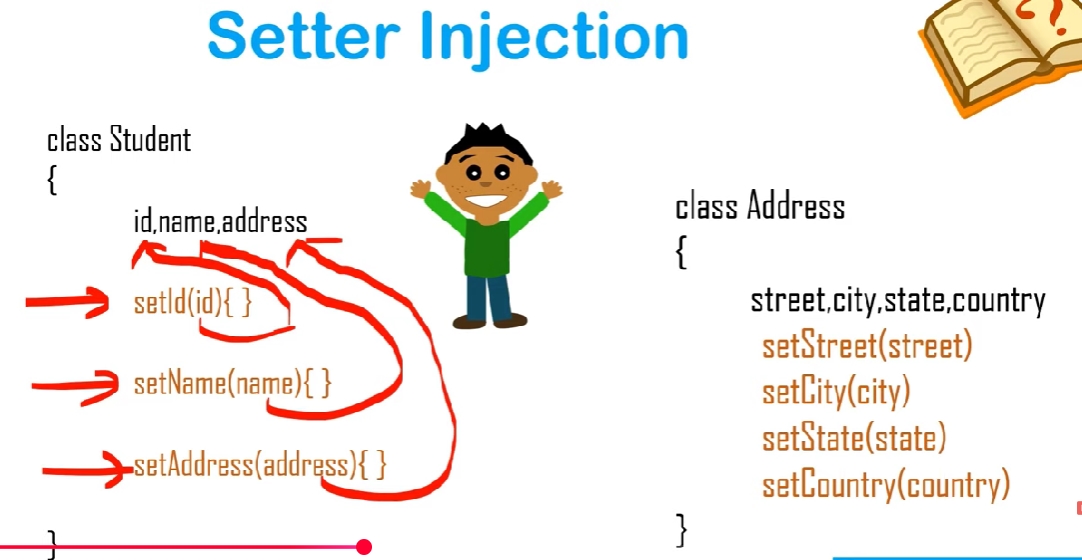 Setter Injection
class Student
{
id,name,address
setId(id){ }
setName(name){ }
setAddress(address){ }
}
class Address
{
street,city,state,country
setStreet(street)
setCity(city)
setState(state)
setCountry(country)
}
?